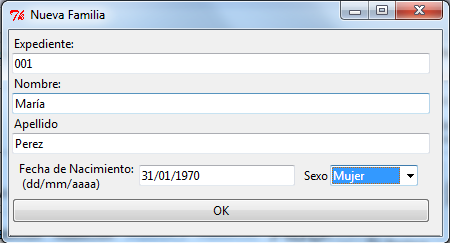 Nueva Familia
Expediente:
001
Nombre:
María
Apellido
Perez
Fecha de Nacimiento: 31/01/1970 Sexo Mujer
(dd/mm/aaaa)
OK